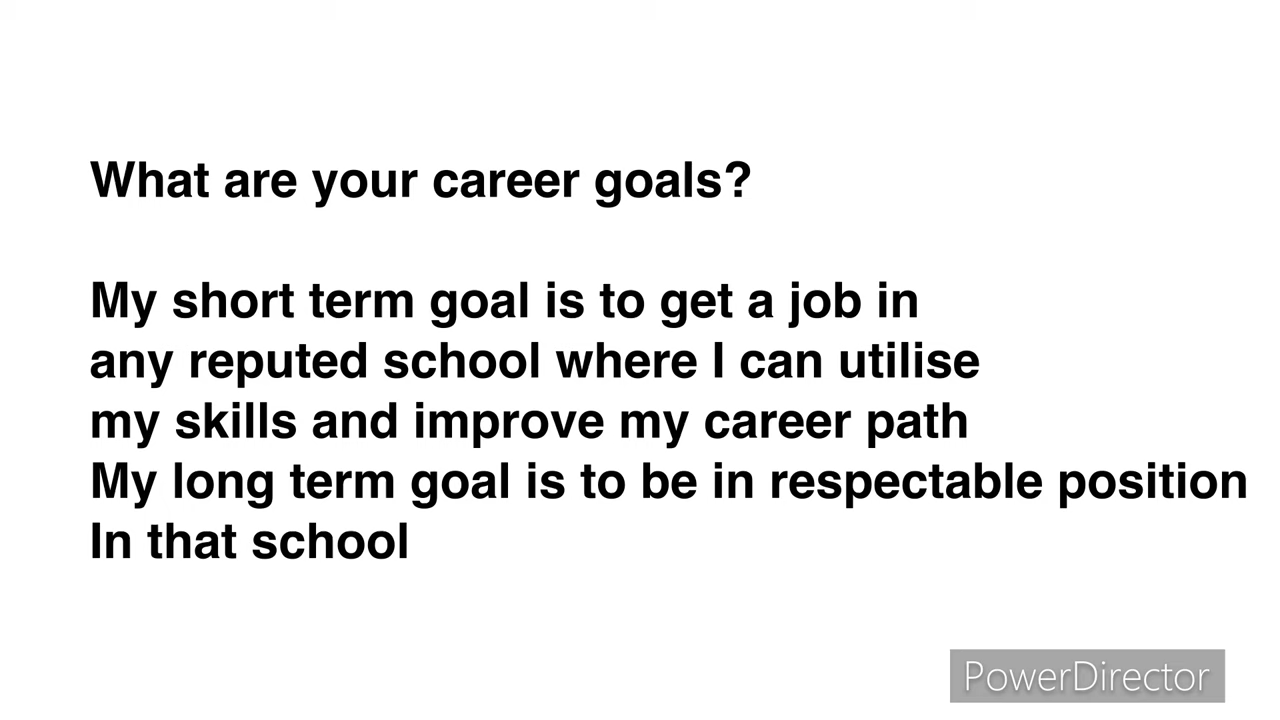 What are your career goals?
My short term goal is to get a job in
any reputed school where I can utilise
my skills and improve my career path
My long term goal is to be in respectable position
In that school
PowerDirector